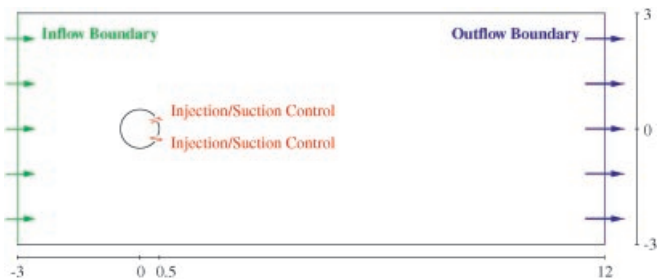 3
Inflow Boundary
Outflow Boundary
Injection/Suction Control
0
Injection/Suction Control
-3
-3
0
0.5
12